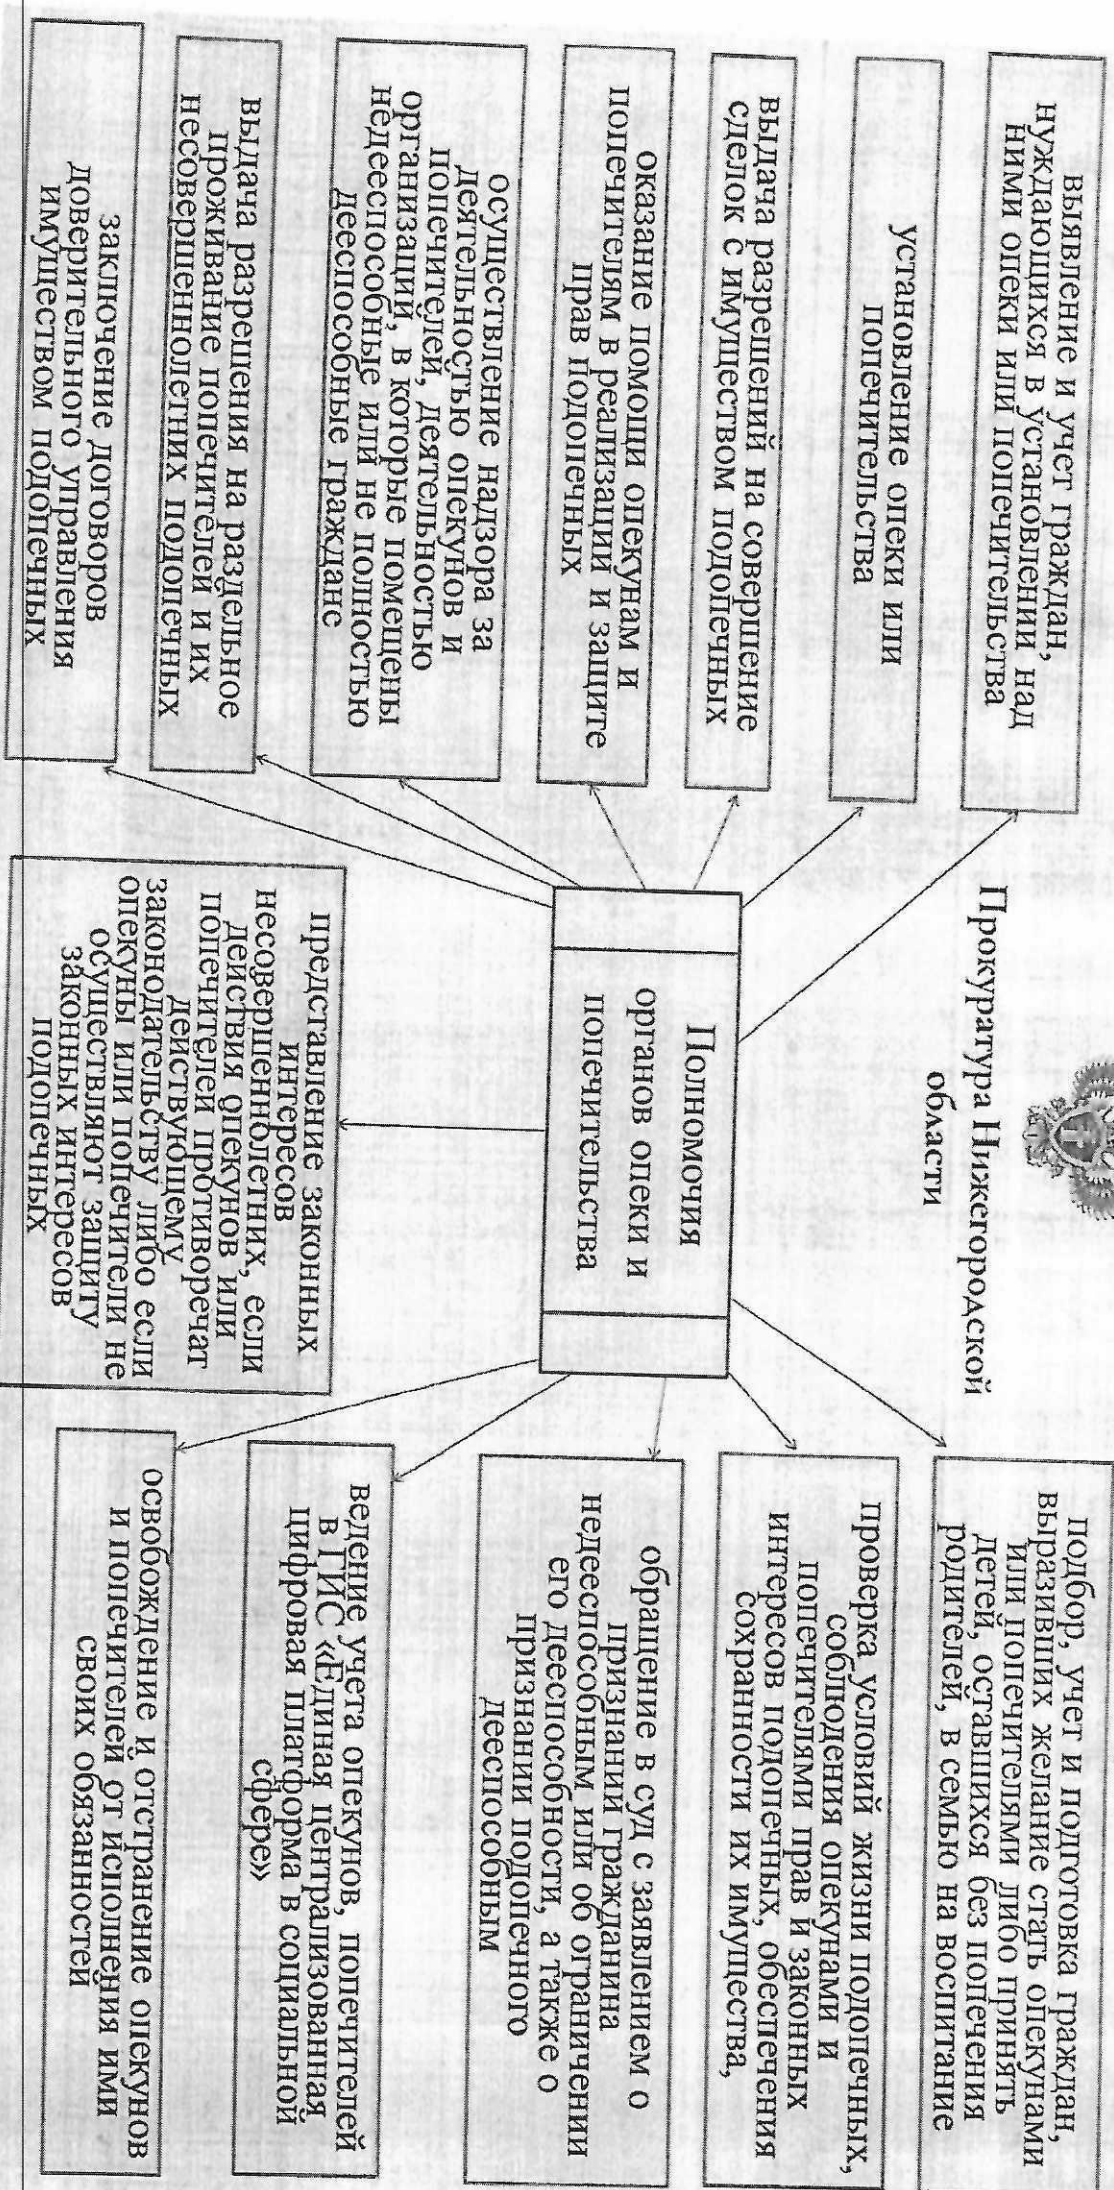 Прокуратура Нижегородской
области
Полномочия
органов опеки и
попечительства
выявление и учет граждан,
нуждающихся в установлении над
ними опеки или попечительства
установление опеки или
попечительства
выдача разрешений на совершение
сделок с имуществом подопечных
оказание помощи опекунам и
попечителям в реализации и защите
прав подопечных
осуществление надзора за
деятельностью опекунов и
попечителей, деятельностью
организаций, в которые помещены
недееспособные или не полностью
дееспособные граждане
выдача разрешения на раздельное
проживание попечителей и их
несовершеннолетних подопечных
заключение договоров
доверительного управления
имуществом подопечных
представление законных
интересов
несовершеннолетних, если
действия опекунов или
попечителей противоречат
действующему
законодательству либо если
опекуны или попечители не
осуществляют защиту
законных интересов
подопечных
подбор, учет и подготовка граждан,
выразивших желание стать опекунами
или попечителями либо принять
детей, оставшихся без попечения
родителей, в семью на воспитание
проверка условий жизни подопечных,
соблюдения опекунами и
попечителями прав и законных
интересов подопечных, обеспечения
сохранности их имущества,
обращение в суд с заявлением о
признании гражданина
недееспособным или об ограничении
его дееспособности, а также о
признании подопечного
дееспособным
ведение учета опекунов, попечителей
в ГИС «Единая централизованная
цифровая платформа в социальной
сфере»
освобождение и отстранение опекунов
и попечителей от исполнения ими
своих обязанностей